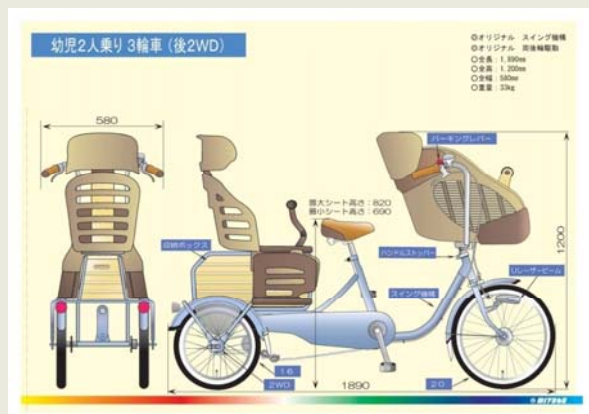 幼児2人乗り 3輪車 (後2WD)
◎オリジナル スイング機構
◎オリジナル 両後輪駆動
○全長：1,890mm
○全高：1,200mm
○全幅：580mm
○重量：33kg
580
パーキングレバー
最大シート高さ：820
最小シート高さ：690
収納ボックス
ハンドルストッパー
1200
リレーザービーム
スイング機構
16
2WD
1890
20